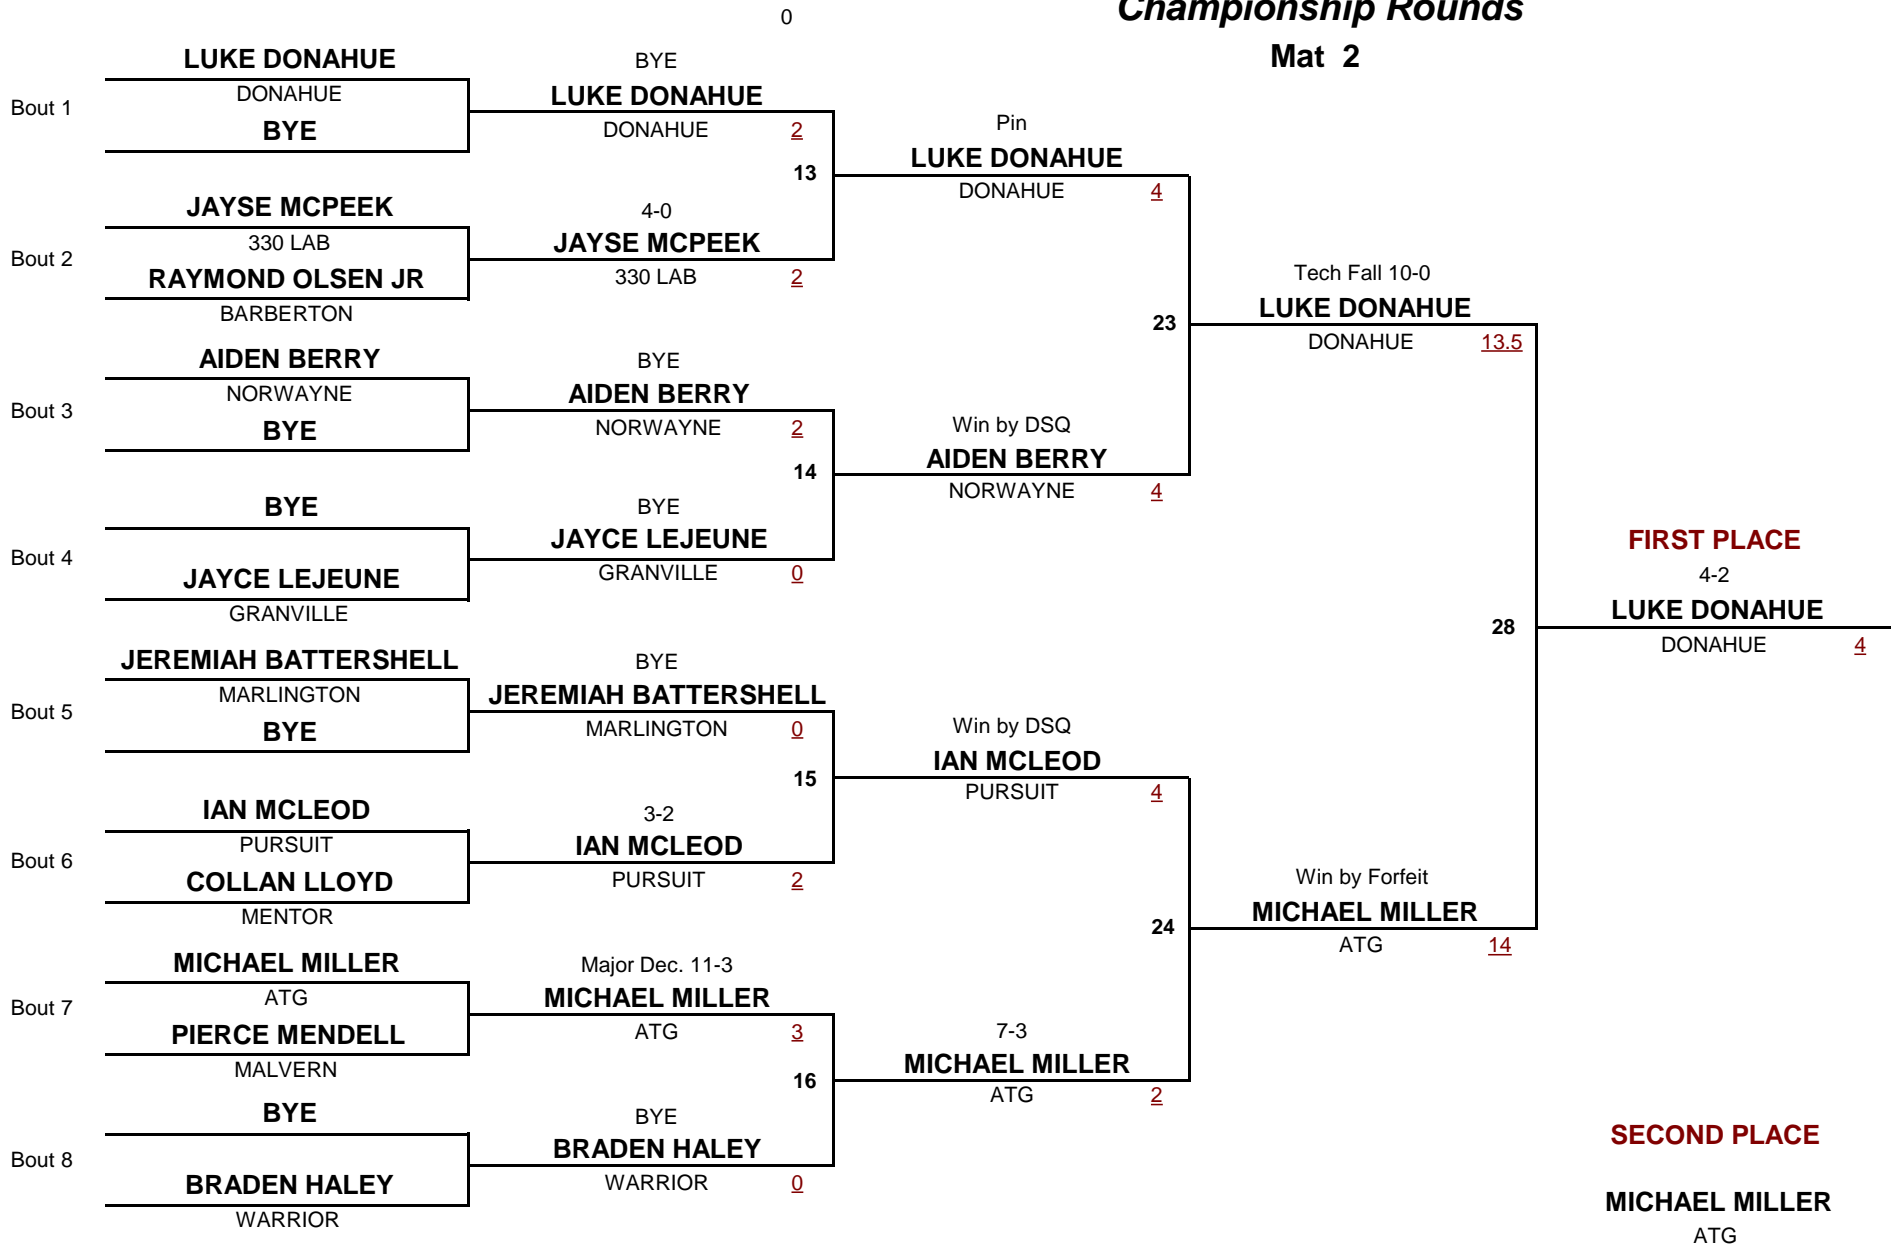 0
Championship Rounds
Mat 2
LUKE DONAHUE
DONAHUE
Bout 1
BYE
BYE
LUKE DONAHUE
DONAHUE 2
13
JAYSE MCPEEK
330 LAB
Bout 2
RAYMOND OLSEN JR
BARBERTON
4-0
JAYSE MCPEEK
330 LAB 2
Pin
LUKE DONAHUE
DONAHUE 4
AIDEN BERRY
NORWAYNE
Bout 3
BYE
BYE
AIDEN BERRY
NORWAYNE 2
14
BYE
Bout 4
JAYCE LEJEUNE
GRANVILLE
BYE
JAYCE LEJEUNE
GRANVILLE 0
Win by DSQ
AIDEN BERRY
NORWAYNE 4
23
Tech Fall 10-0
LUKE DONAHUE
DONAHUE 13.5
JEREMIAH BATTERSHELL
MARLINGTON
Bout 5
BYE
BYE
JEREMIAH BATTERSHELL
MARLINGTON 0
15
IAN MCLEOD
PURSUIT
Bout 6
COLLAN LLOYD
MENTOR
3-2
IAN MCLEOD
PURSUIT 2
Win by DSQ
IAN MCLEOD
PURSUIT 4
MICHAEL MILLER
ATG
Bout 7
PIERCE MENDELL
MALVERN
Major Dec. 11-3
MICHAEL MILLER
ATG 3
16
BYE
Bout 8
BRADEN HALEY
WARRIOR
BYE
BRADEN HALEY
WARRIOR 0
7-3
MICHAEL MILLER
ATG 2
24
Win by Forfeit
MICHAEL MILLER
ATG 14
28
FIRST PLACE
4-2
LUKE DONAHUE
DONAHUE 4
SECOND PLACE
MICHAEL MILLER
ATG